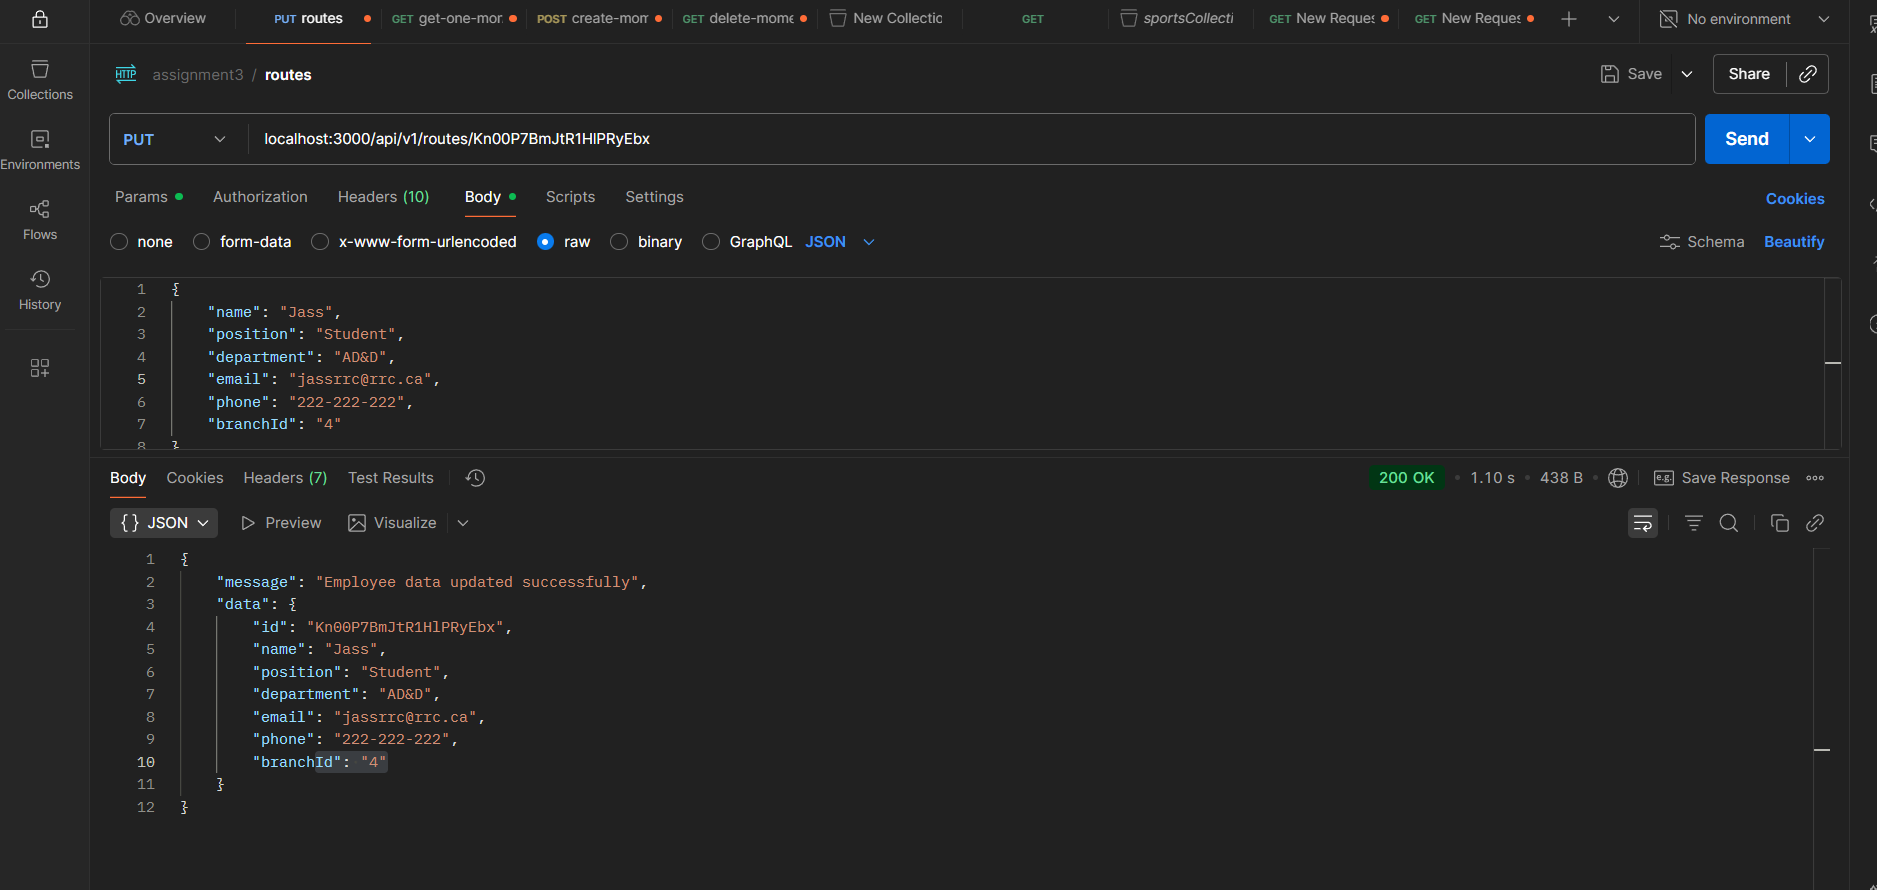 Overview PUT routes GET get-one-mor POST create-mom GET delete-mome New Collectic GET sportsCollecti GET New Reques GET New Reques No environment
assignment3 / routes Save Share
PUT localhost:3000/api/v1/routes/Kn00P7BmJtR1HlPRyEbx Send
Params Authorization Headers (10) Body Scripts Settings Cookies
none form-data x-www-form-urlencoded raw binary GraphQL JSON Schema Beautify
Collections
Environments
Flows
History
1 {
2 "name": "Jass",
3 "position": "Student",
4 "department": "AD&D",
5 "email": "jassrrc@rrc.ca",
6 "phone": "222-222-222",
7 "branchId": "4"
8 }
Body Cookies Headers (7) Test Results 200 OK • 1.10 s • 438 B • e.g. Save Response
{} JSON Preview Visualize
1 {
2 "message": "Employee data updated successfully",
3 "data": {
4 "id": "Kn00P7BmJtR1HlPRyEbx",
5 "name": "Jass",
6 "position": "Student",
7 "department": "AD&D",
8 "email": "jassrrc@rrc.ca",
9 "phone": "222-222-222",
10 "branchId": "4"
11 }
12 }